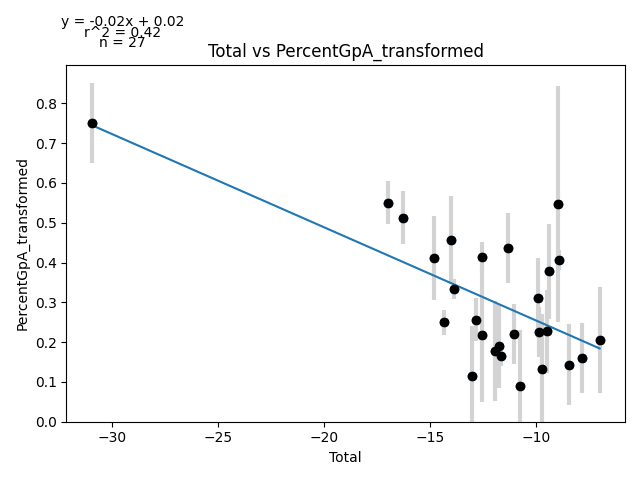 y = -0.02x + 0.02
r^2 = 0.42
n = 27
Total vs PercentGpA_transformed
PercentGpA_transformed
0.8
0.7
0.6
0.5
0.4
0.3
0.2
0.1
0.0
−30
−25
−20
−15
−10
Total